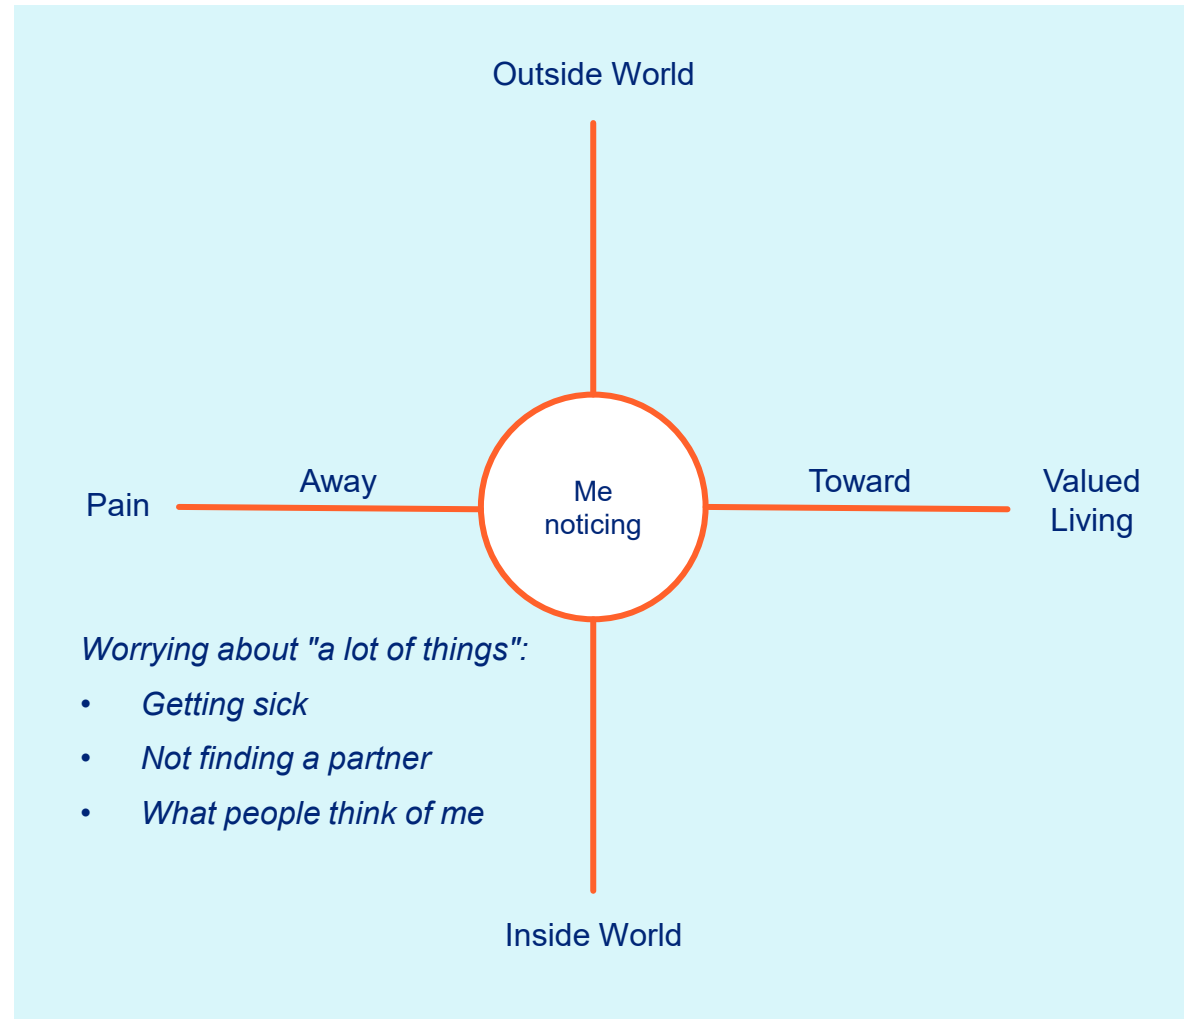 Outside World
Away
Toward
Pain
Me
noticing
Valued
Living
Worrying about "a lot of things":
• Getting sick
• Not finding a partner
• What people think of me
Inside World